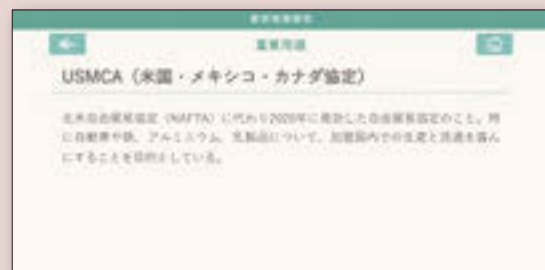 重要用語
USMCA（米国・メキシコ・カナダ協定）
北米自由貿易協定（NAFTA）に代わり2020年に発効した自由貿易協定のこと。特
に自動車や鉄、アルミニウム、乳製品について、加盟国内での生産と流通を盛ん
にすることを目的としている。